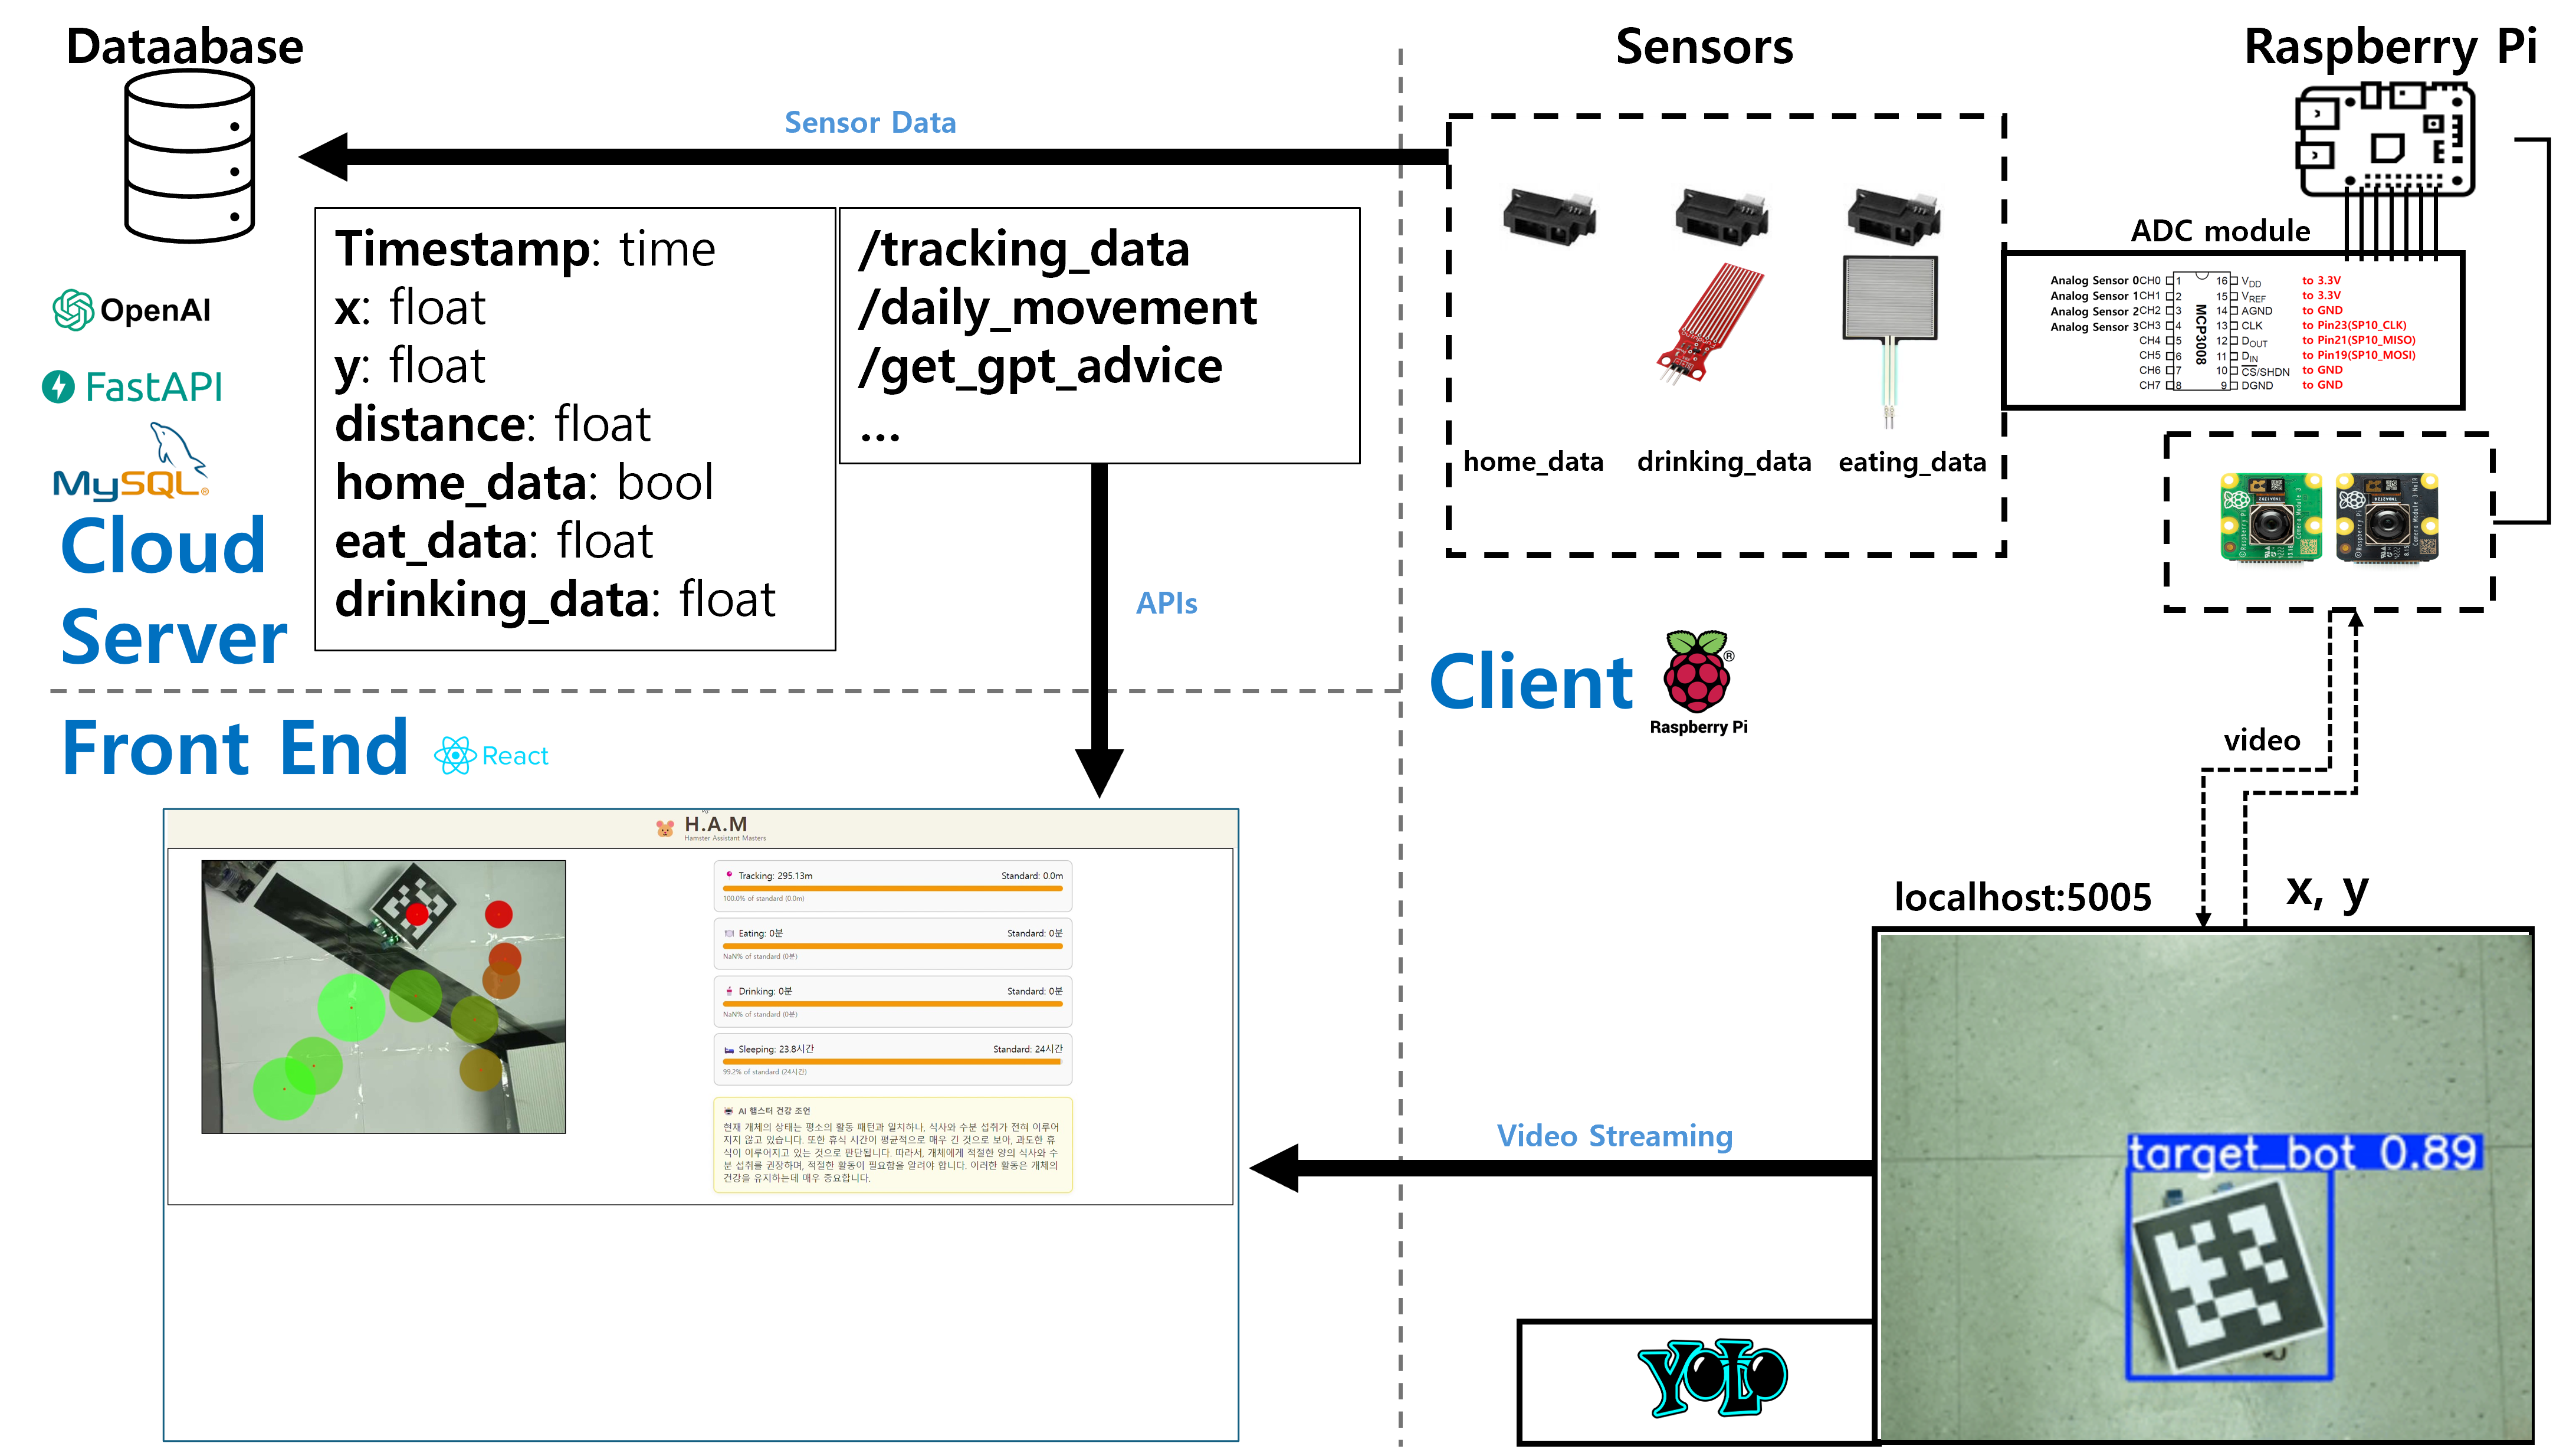 Dataabase
Sensor Data
Timestamp: time
x: float
y: float
distance: float
home_data: bool
eat_data: float
drinking_data: float
/tracking_data
/daily_movement
/get_gpt_advice
...
OpenAI
FastAPI
MySQL®
Cloud
Server
APIs
Sensors
home_data
drinking_data
eating_data
Raspberry Pi
ADC module
Analog Sensor 0 CH0 1 16 VDD to 3.3V
Analog Sensor 1 CH1 2 15 VREF to 3.3V
Analog Sensor 2 CH2 3 14 AGND to GND
Analog Sensor 3 CH3 4 13 CLK to Pin23(SP10_CLK)
CH4 5 12 DOUT to Pin21(SP10_MISO)
CH5 6 11 DIN to Pin19(SP10_MOSI)
CH6 7 10 CS/SHDN to GND
CH7 8 9 DGND to GND
MCP3008
Client
Raspberry Pi
®
video
x, y
localhost:5005
target_bot 0.89
YOLO
Video Streaming
Front End
React
H.A.M
Hamster Assistant Masters
Tracking: 295.13m Standard: 0.0m
100.0% of standard (0.0m)
Eating: 0분 Standard: 0분
NaN% of standard (0분)
Drinking: 0분 Standard: 0분
NaN% of standard (0분)
Sleeping: 23.8시간 Standard: 24시간
99.2% of standard (24시간)
AI 햄스터 건강 조언
현재 개체의 상태는 평소의 활동 패턴과 일치하나, 식사와 수분 섭취가 전혀 이루어
지지 않고 있습니다. 또한 휴식 시간이 평균적으로 매우 긴 것으로 보아, 과도한 휴
식이 이루어지고 있는 것으로 판단됩니다. 따라서, 개체에게 적절한 양의 식사와 수
분 섭취를 권장하며, 적절한 활동이 필요함을 알려야 합니다. 이러한 활동은 개체의
건강을 유지하는데 매우 중요합니다.